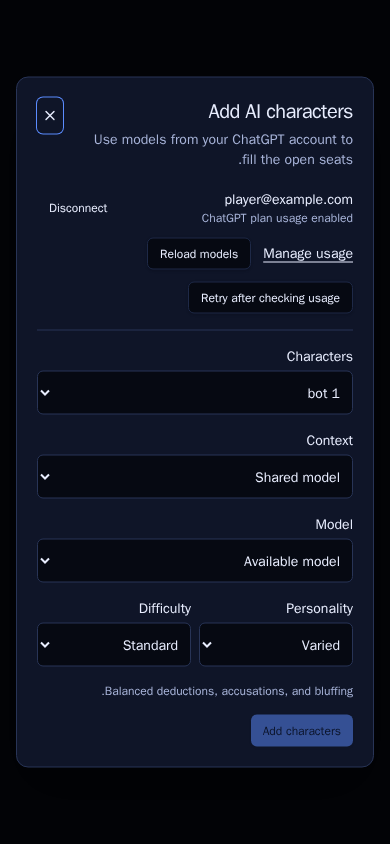 Add AI characters
Use models from your ChatGPT account to
.fill the open seats
player@example.com
ChatGPT plan usage enabled
Disconnect
Manage usage
Reload models
Retry after checking usage
Characters
bot 1
Context
Shared model
Model
Available model
Personality
Varied
Difficulty
Standard
.Balanced deductions, accusations, and bluffing
Add characters